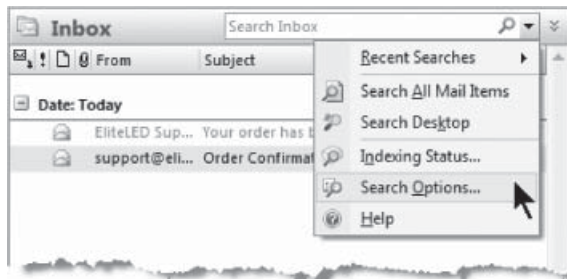 Inbox Search Inbox
From Subject Recent Searches
Search All Mail Items
Date: Today
Search Desktop
EliteLED Sup... Your order has
support@eli... Order Confirmat Indexing Status...
Search Options...
Help